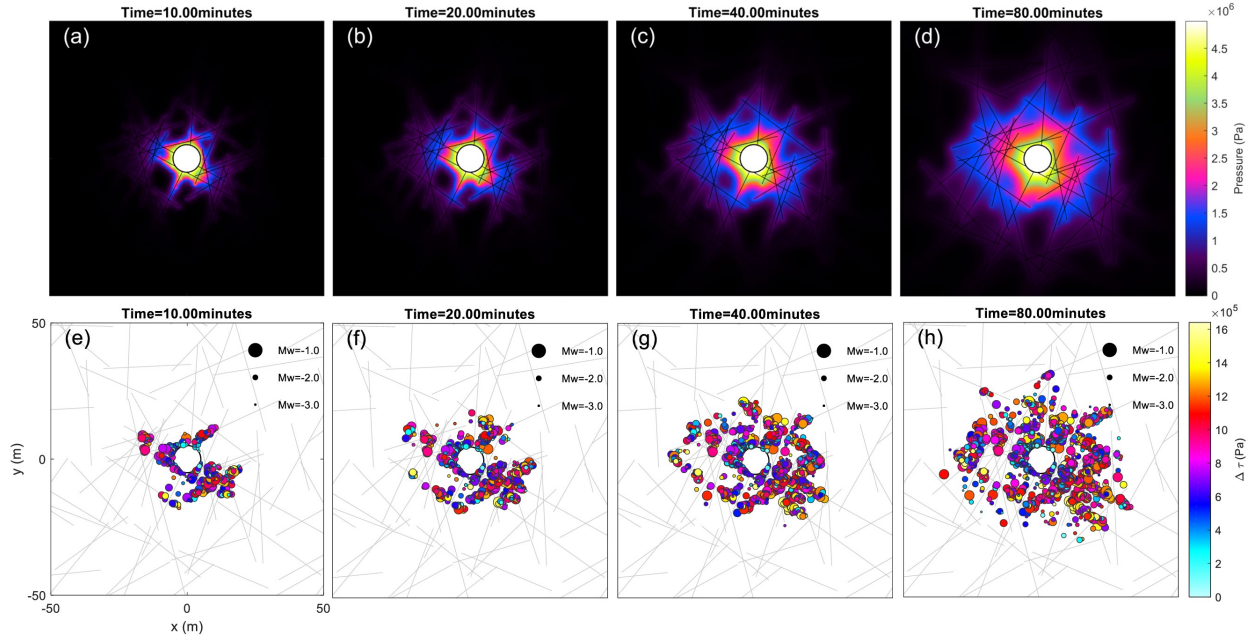 Time=10.00minutes
Time=20.00minutes
Time=40.00minutes
Time=80.00minutes
×10⁶
(a)
(b)
(c)
(d)
4.5
4
3.5
3
2.5
2
1.5
1
0.5
0
Pressure (Pa)
Time=10.00minutes
Time=20.00minutes
Time=40.00minutes
Time=80.00minutes
×10⁵
50
0
-50
y (m)
(e)
Mw=-1.0
Mw=-2.0
Mw=-3.0
(f)
Mw=-1.0
Mw=-2.0
Mw=-3.0
(g)
Mw=-1.0
Mw=-2.0
Mw=-3.0
(h)
Mw=-1.0
Mw=-2.0
Mw=-3.0
16
14
12
10
8
6
4
2
0
Δ τ (Pa)
-50
0
50
x (m)